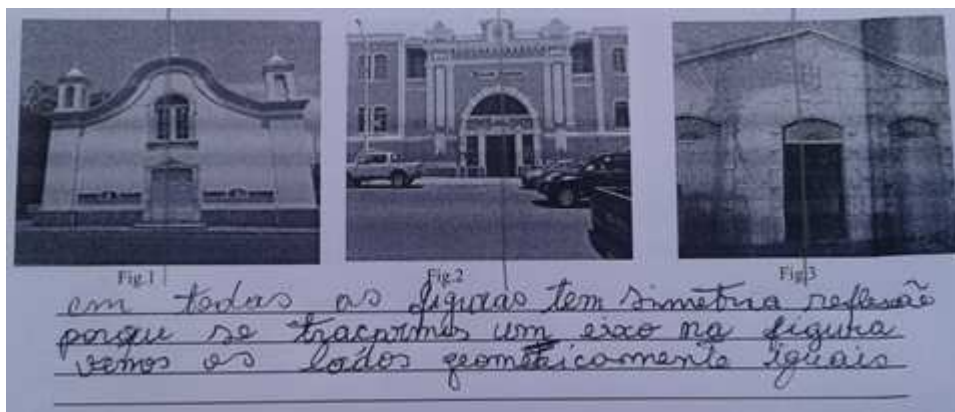 Fig.1
Fig.2
Fig.3
em todas as figuras tem simetria reflexão
porque se traçarmos um eixo na figura
vemos os lados geometricamente iguais